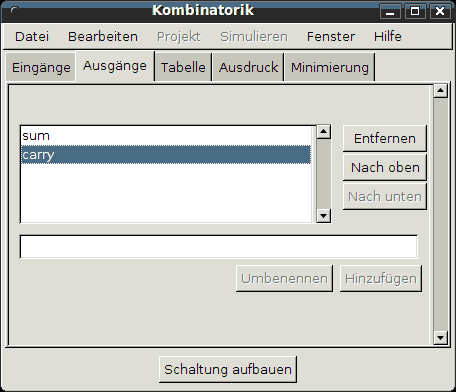 Kombinatorik
Datei Bearbeiten Projekt Simulieren Fenster Hilfe
Eingänge Ausgänge Tabelle Ausdruck Minimierung
sum
carry
Entfernen
Nach oben
Nach unten
Umbenennen Hinzufügen
Schaltung aufbauen